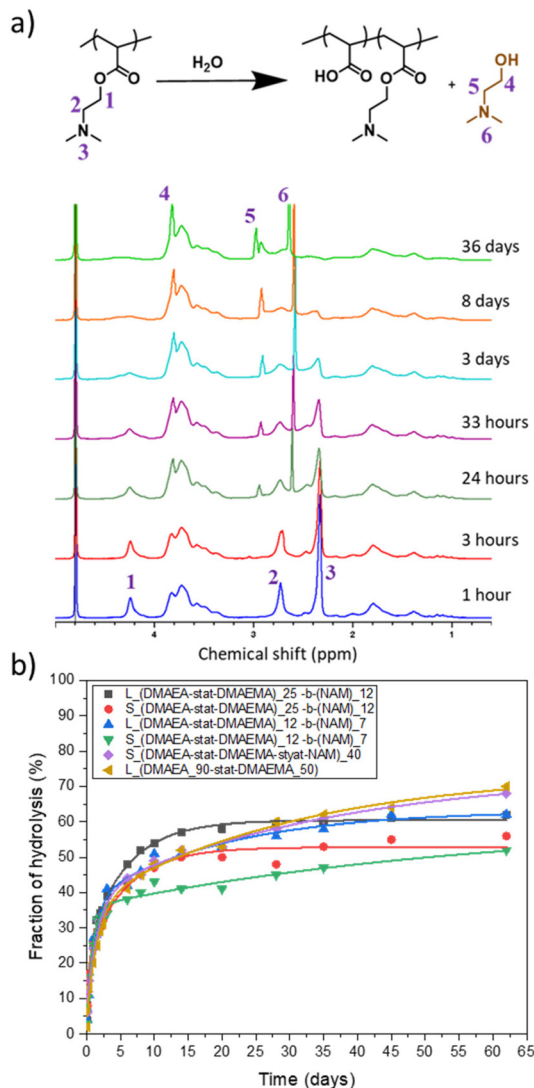 a)
H₂O
HO
O
O
O
O
O
+
OH
1
2
N
3
N
5
4
N
6
4
5
6
36 days
8 days
3 days
33 hours
24 hours
3 hours
1
2
3
1 hour
4
3
2
1
Chemical shift (ppm)
b)
100
90
80
70
60
50
40
30
20
10
0
L_(DMAEA-stat-DMAEMA)_25 -b-(NAM)_12
S_(DMAEA-stat-DMAEMA)_25 -b-(NAM)_12
L_(DMAEA-stat-DMAEMA)_12 -b-(NAM)_7
S_(DMAEA-stat-DMAEMA)_12 -b-(NAM)_7
S_(DMAEA-stat-DMAEMA-styat-NAM)_40
L_(DMAEA_90-stat-DMAEMA_50)
Fraction of hydrolysis (%)
0 5 10 15 20 25 30 35 40 45 50 55 60 65
Time (days)